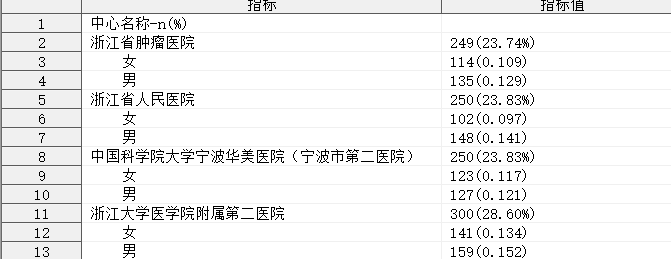 指标 指标值
1 中心名称-n(%)
2 浙江省肿瘤医院 249(23.74%)
3 女 114(0.109)
4 男 135(0.129)
5 浙江省人民医院 250(23.83%)
6 女 102(0.097)
7 男 148(0.141)
8 中国科学院大学宁波华美医院（宁波市第二医院） 250(23.83%)
9 女 123(0.117)
10 男 127(0.121)
11 浙江大学医学院附属第二医院 300(28.60%)
12 女 141(0.134)
13 男 159(0.152)